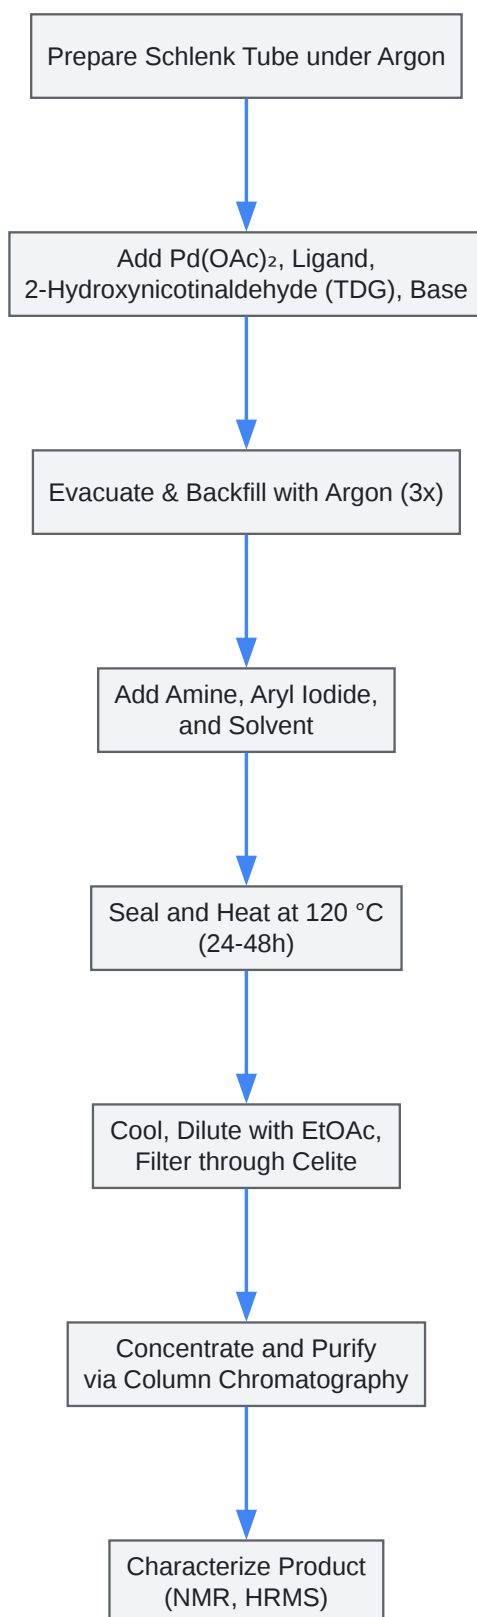 Prepare Schlenk Tube under Argon
Add Pd(OAc)₂, Ligand,
2-Hydroxynicotinaldehyde (TDG), Base
Evacuate & Backfill with Argon (3x)
Add Amine, Aryl Iodide,
and Solvent
Seal and Heat at 120 °C
(24-48h)
Cool, Dilute with EtOAc,
Filter through Celite
Concentrate and Purify
via Column Chromatography
Characterize Product
(NMR, HRMS)